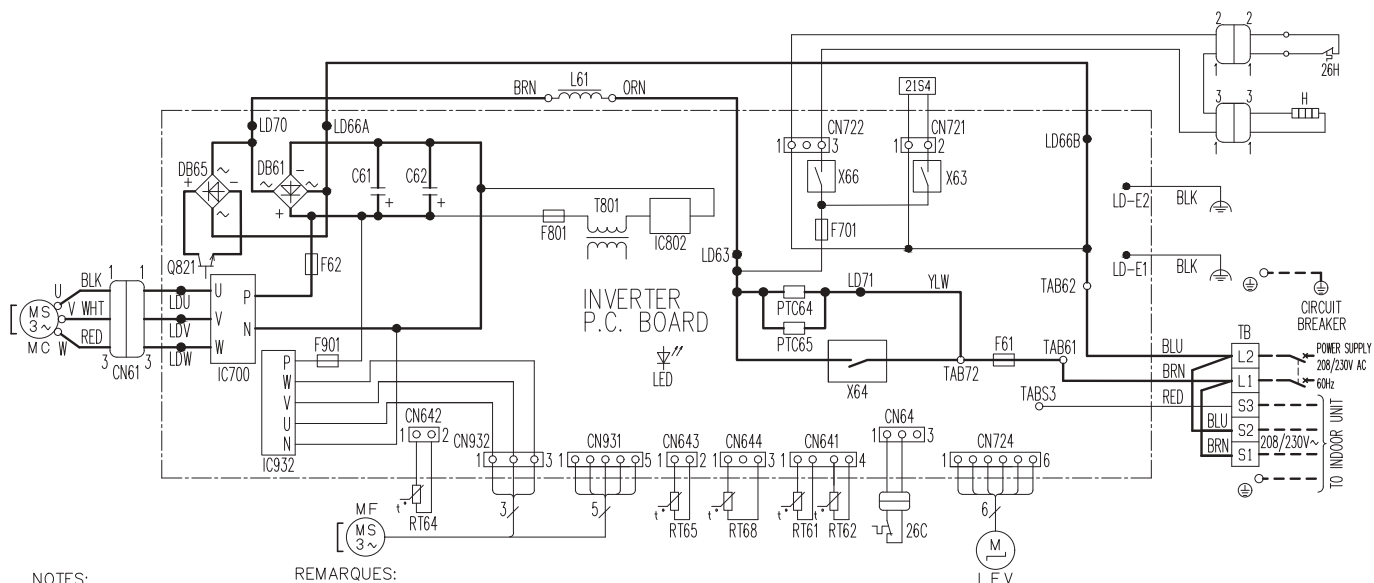 2 2
1 1
26H
3 3
1 1
H
BRN L61 ORN
21S4
LD70 LD66A
CN722 CN721
1 3 1 2
LD66B
DB65 DB61
+ ~ - ~ ~ -
~ +
C61 C62
+ +
X66 X63
LD-E2 BLK
F801 T801 IC802
F701
LD63
LD-E1 BLK
Q821 F62
TAB62
CIRCUIT
BREAKER
BLK 1 1
U LDU U P
MS
3~
V WHT LDV V N
MC W RED LDW W
3 3
CN61 IC700
INVERTER
P.C. BOARD
LED
LD71 YLW
PTC64
PTC65
X64
TAB72 F61 TAB61
TB
BLU L2
BRN L1
POWER SUPPLY
208/230V AC
60Hz
TABS3 RED S3
BLU S2
BRN S1
208/230V~
TO INDOOR UNIT
P F901
W
V
U
N
IC932
CN642
1 2
CN932
1 3
CN931
1 5
CN643
1 2
CN644
1 3
CN641
1 4
CN64
1 3
CN724
1 6
t° RT64
3 5
t° RT65
t° RT68
t° RT61
t° RT62
26C
6
MF
MS
3~
M
LEV
NOTES: REMARQUES: